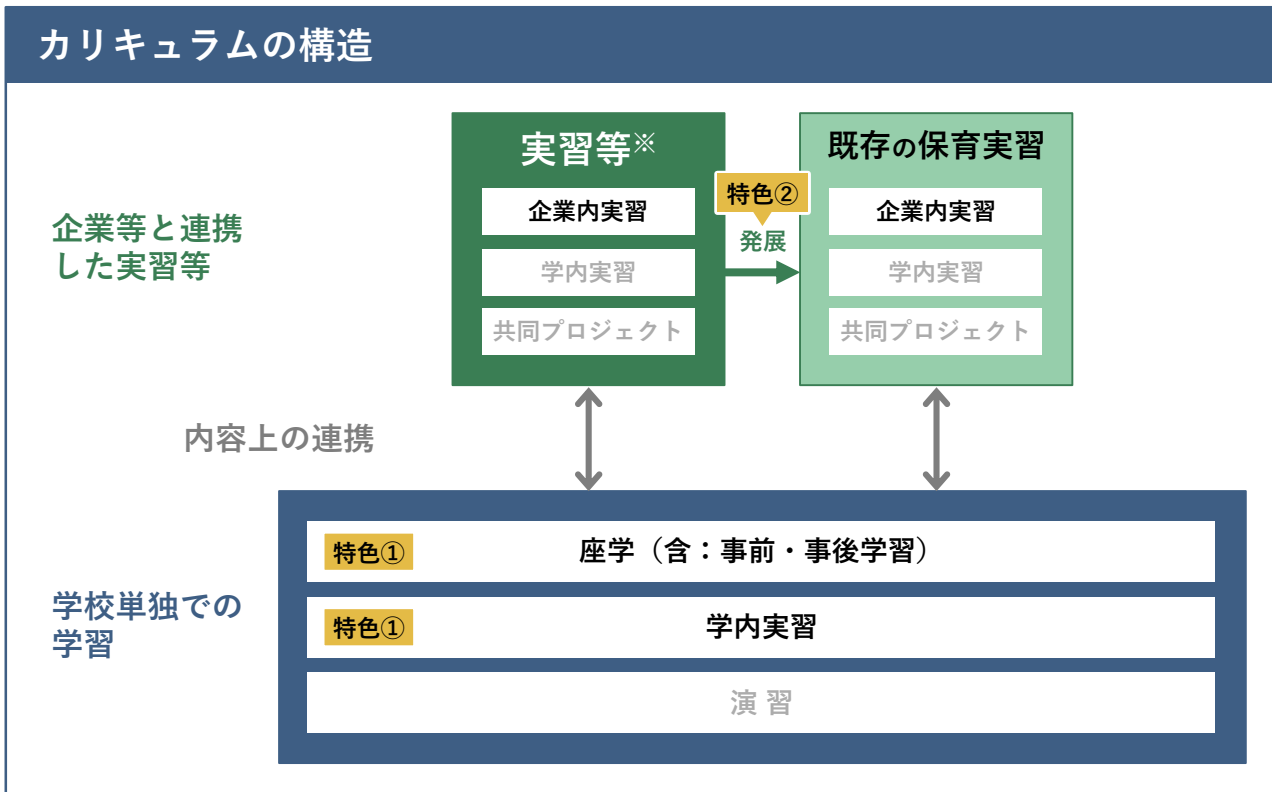 カリキュラムの構造
企業等と連携
した実習等
実習等※
企業内実習
学内実習
共同プロジェクト
特色②
発展
既存の保育実習
企業内実習
学内実習
共同プロジェクト
内容上の連携
学校単独での
学習
特色① 座学（含：事前・事後学習）
特色① 学内実習
演 習